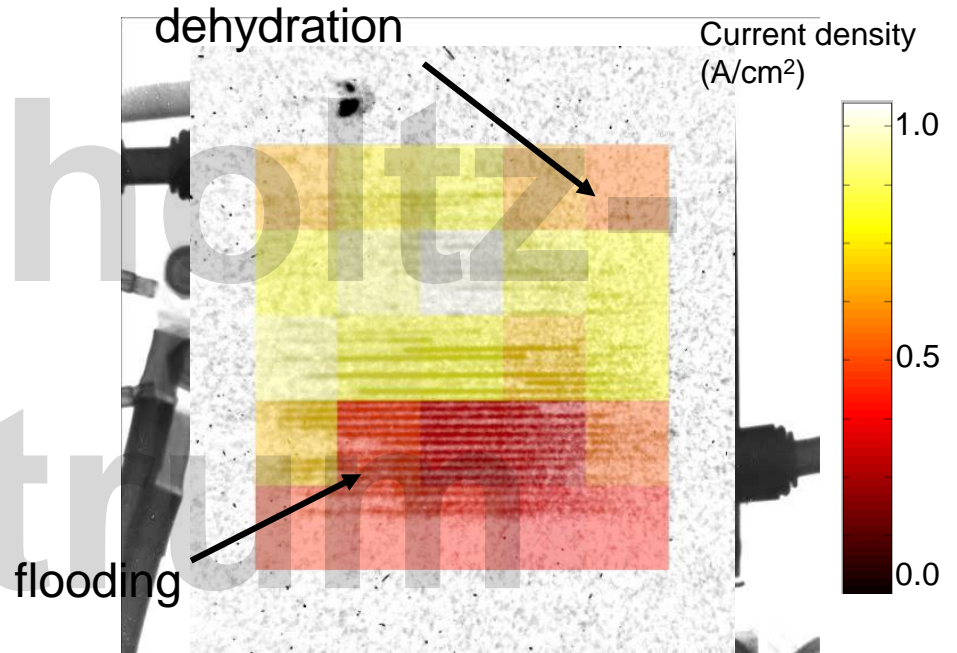 dehydration
Current density
(A/cm²)
holtz-
1.0
0.5
trum
flooding
0.0